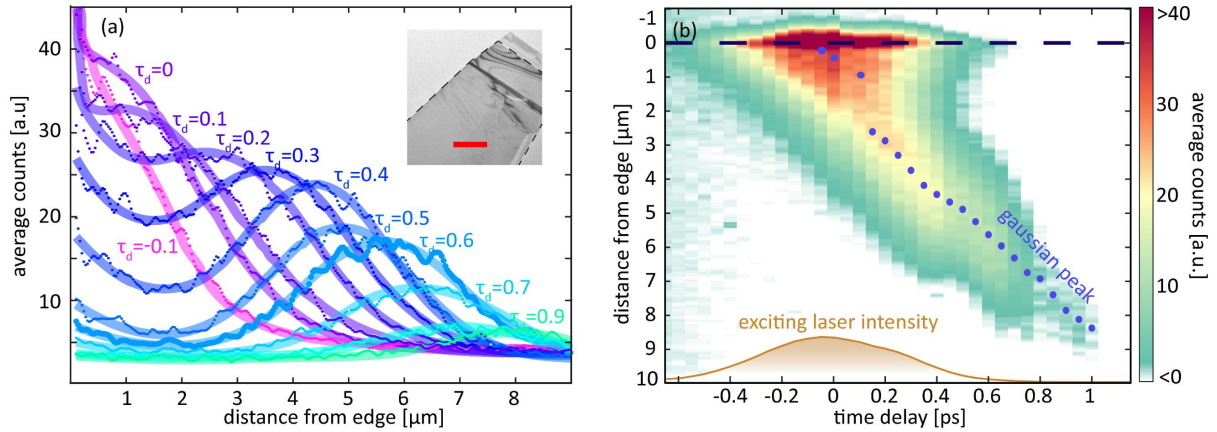 (a)
average counts [a.u]
40
30
20
10
τd=0
τd=0.1
τd=0.2
τd=0.3
τd=0.4
τd=0.5
τd=0.6
τd=0.7
τd=0.9
τd=-0.1
1 2 3 4 5 6 7 8
distance from edge [μm]
(b)
distance from edge [μm]
-1
0
1
2
3
4
5
6
7
8
9
10
gaussian peak
exciting laser intensity
-0.4 -0.2 0 0.2 0.4 0.6 0.8 1
time delay [ps]
>40
30
20
10
<0
average counts [a.u.]